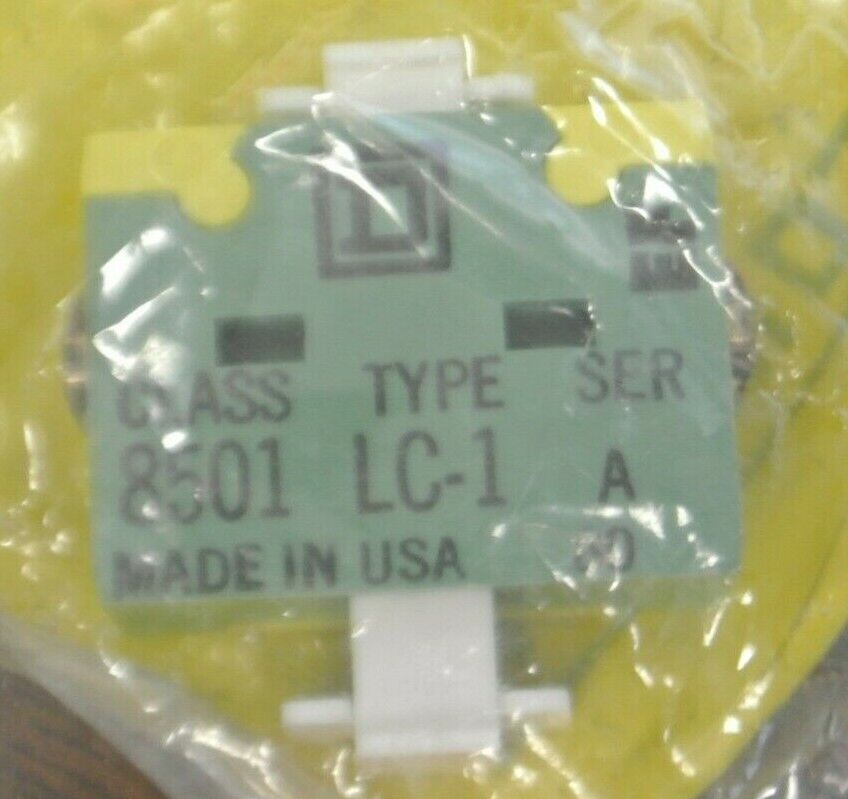 D
CLASS TYPE SER
8501 LC-1 A
MADE IN USA